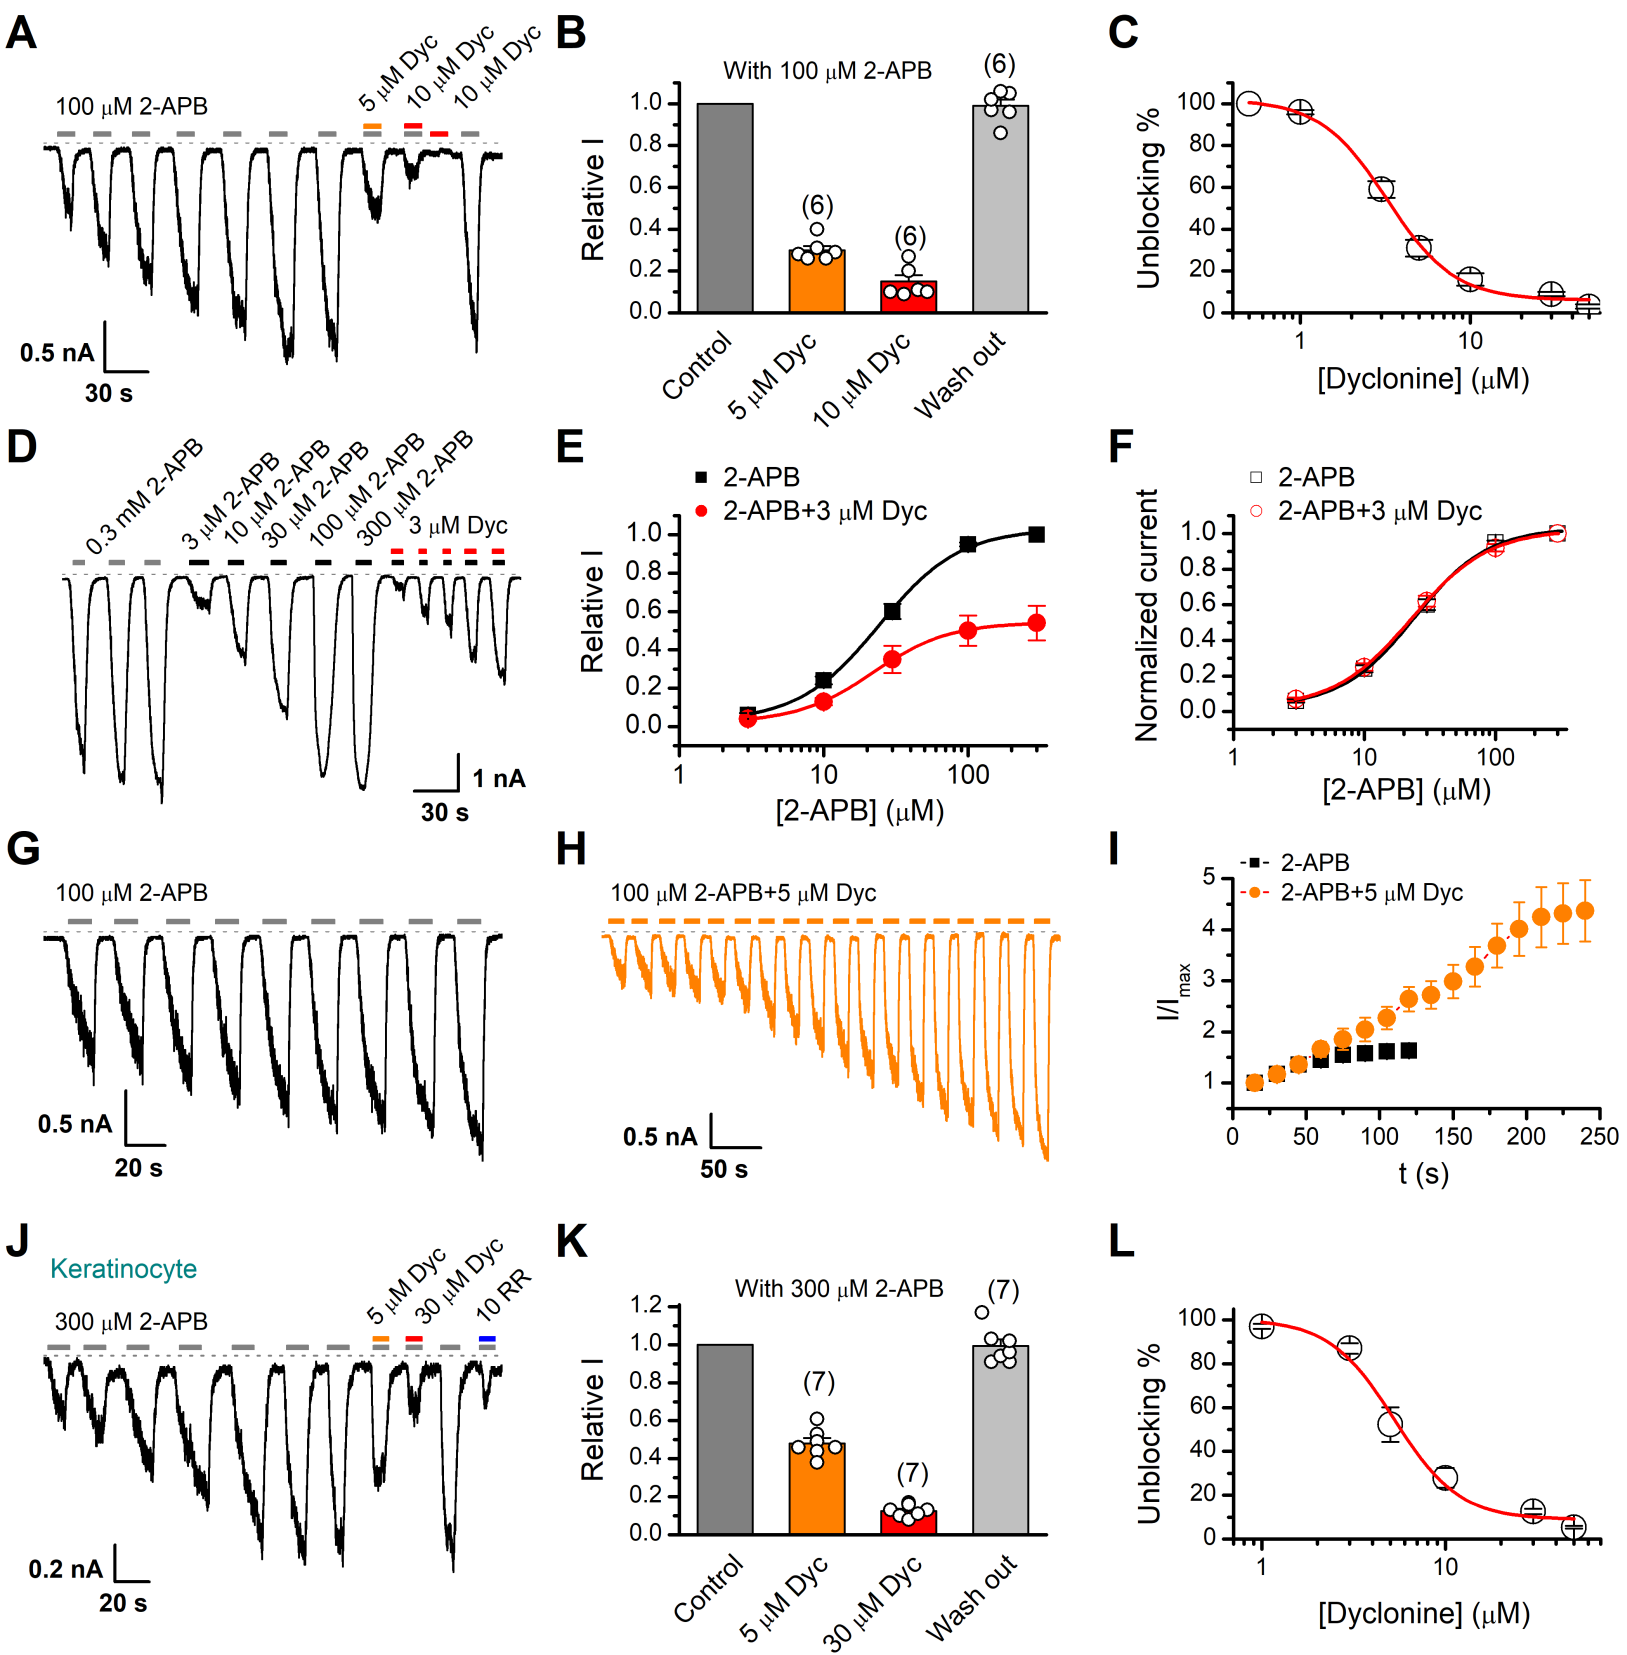 A
5 μM Dyc
10 μM Dyc
10 μM Dyc
100 μM 2-APB
0.5 nA
30 s
B
With 100 μM 2-APB
(6)
(6)
(6)
Relative I
1.0
0.8
0.6
0.4
0.2
0.0
Control
5 μM Dyc
10 μM Dyc
Wash out
C
Unblocking %
100
80
60
40
20
0
1
10
[Dyclonine] (μM)
D
0.3 mM 2-APB
3 μM 2-APB
10 μM 2-APB
30 μM 2-APB
100 μM 2-APB
300 μM 2-APB
3 μM Dyc
1 nA
30 s
E
2-APB
2-APB+3 μM Dyc
Relative I
1.0
0.8
0.6
0.4
0.2
0.0
1
10
100
[2-APB] (μM)
F
2-APB
2-APB+3 μM Dyc
Normalized current
1.0
0.8
0.6
0.4
0.2
0.0
1
10
100
[2-APB] (μM)
G
100 μM 2-APB
0.5 nA
20 s
H
100 μM 2-APB+5 μM Dyc
0.5 nA
50 s
I
2-APB
2-APB+5 μM Dyc
I/Imax
5
4
3
2
1
0
50
100
150
200
250
t (s)
J
Keratinocyte
5 μM Dyc
30 μM Dyc
10 RR
300 μM 2-APB
0.2 nA
20 s
K
With 300 μM 2-APB
(7)
(7)
(7)
Relative I
1.2
1.0
0.8
0.6
0.4
0.2
0.0
Control
5 μM Dyc
30 μM Dyc
Wash out
L
Unblocking %
100
80
60
40
20
0
1
10
[Dyclonine] (μM)